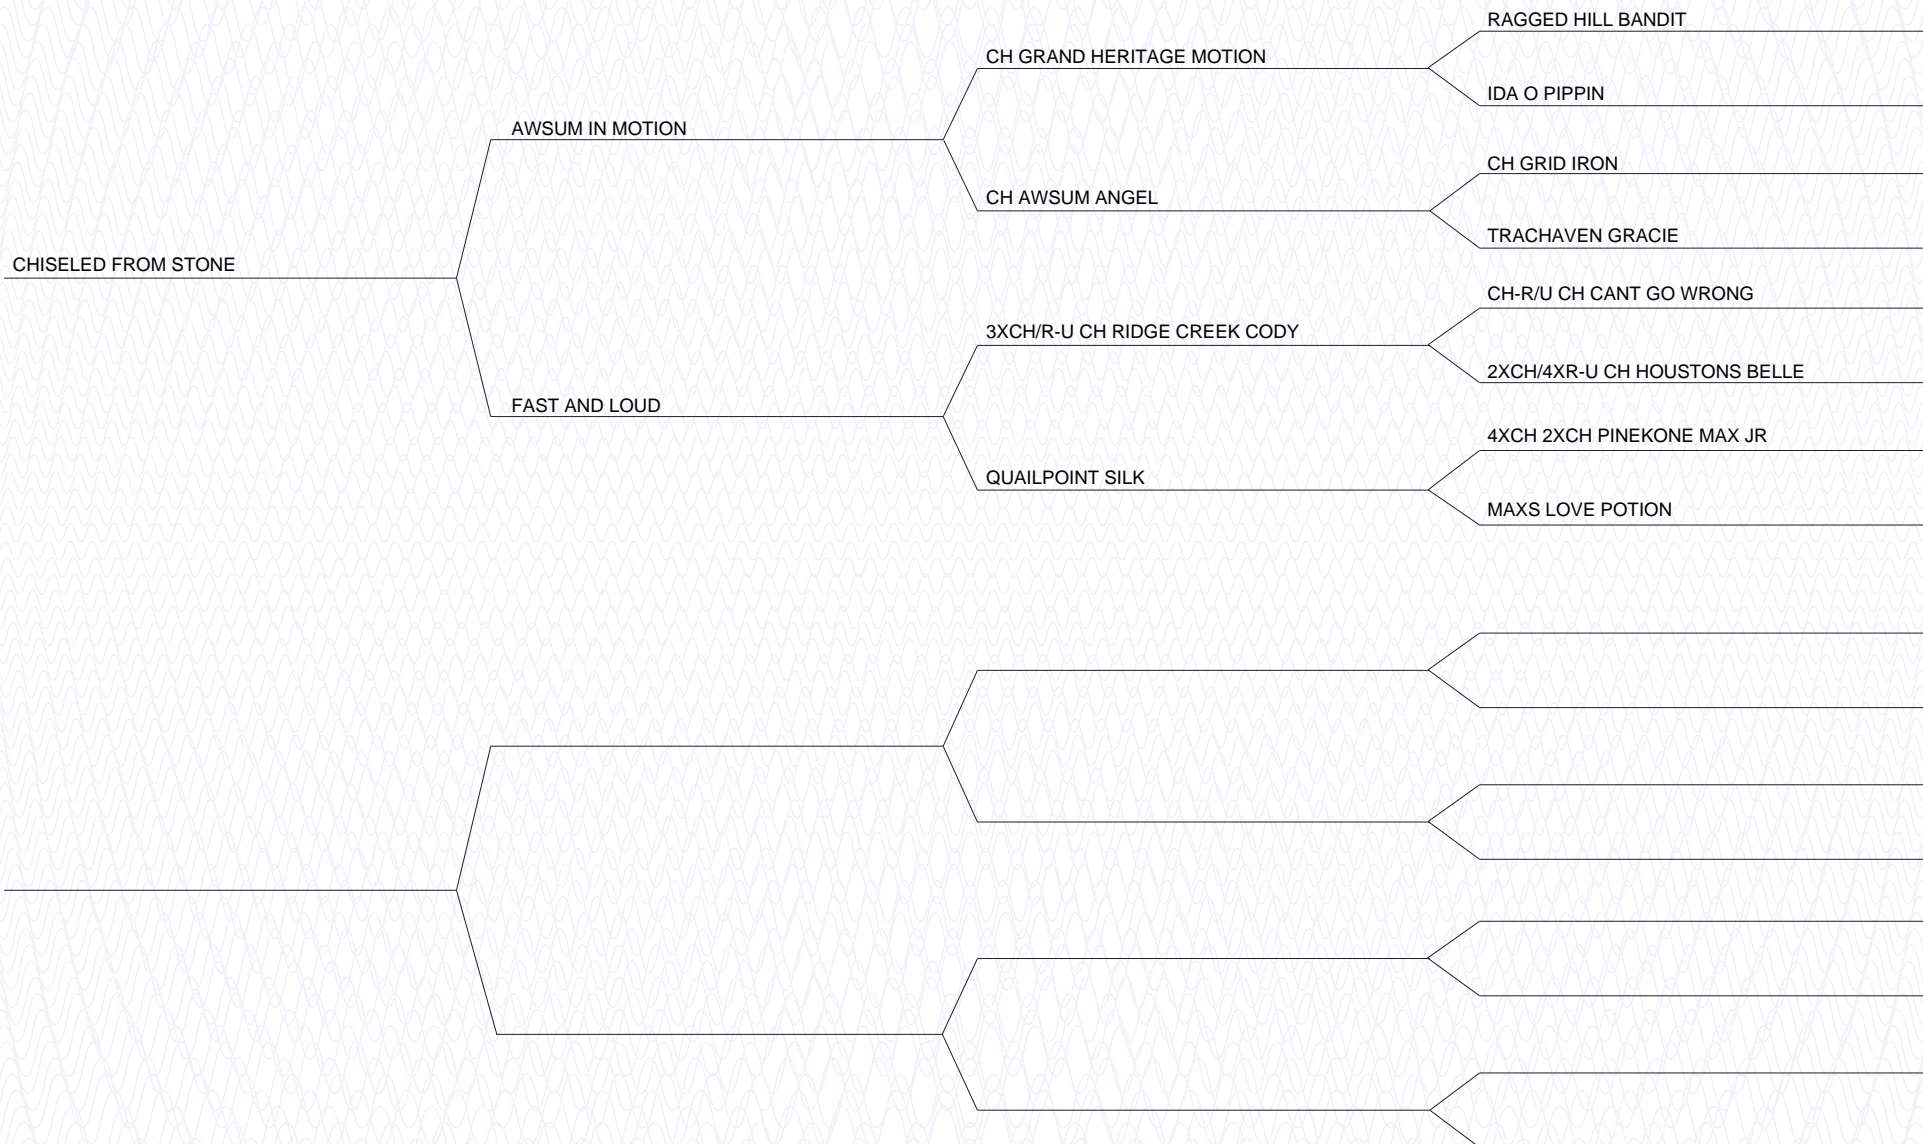 RAGGED HILL BANDIT
CH GRAND HERITAGE MOTION
IDA O PIPPIN
AWSUM IN MOTION
CH GRID IRON
CH AWSUM ANGEL
TRACHAVEN GRACIE
CHISELED FROM STONE
CH-R/U CH CANT GO WRONG
3XCH/R-U CH RIDGE CREEK CODY
2XCH/4XR-U CH HOUSTONS BELLE
FAST AND LOUD
4XCH 2XCH PINEKONE MAX JR
QUAILPOINT SILK
MAXS LOVE POTION